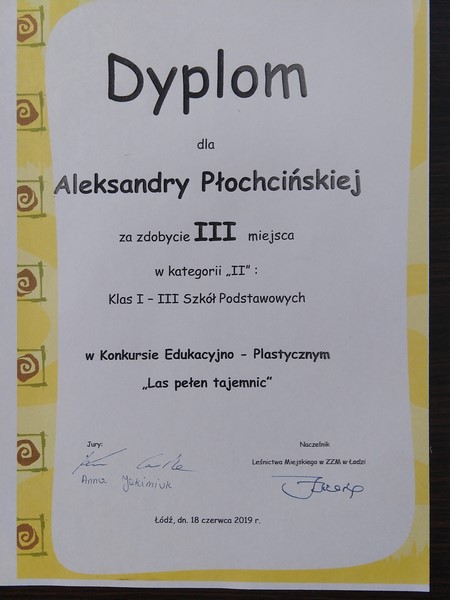 Dyplom
dla
Aleksandry Płochcińskiej
za zdobycie III miejsca
w kategorii „II” :
Klas I – III Szkół Podstawowych
w Konkursie Edukacyjno – Plastycznym
„Las pełen tajemnic”
Jury:
Anna Jakimiuk
Naczelnik
Leśnictwa Miejskiego w ZZM w Łodzi
Łódź, dn. 18 czerwca 2019 r.